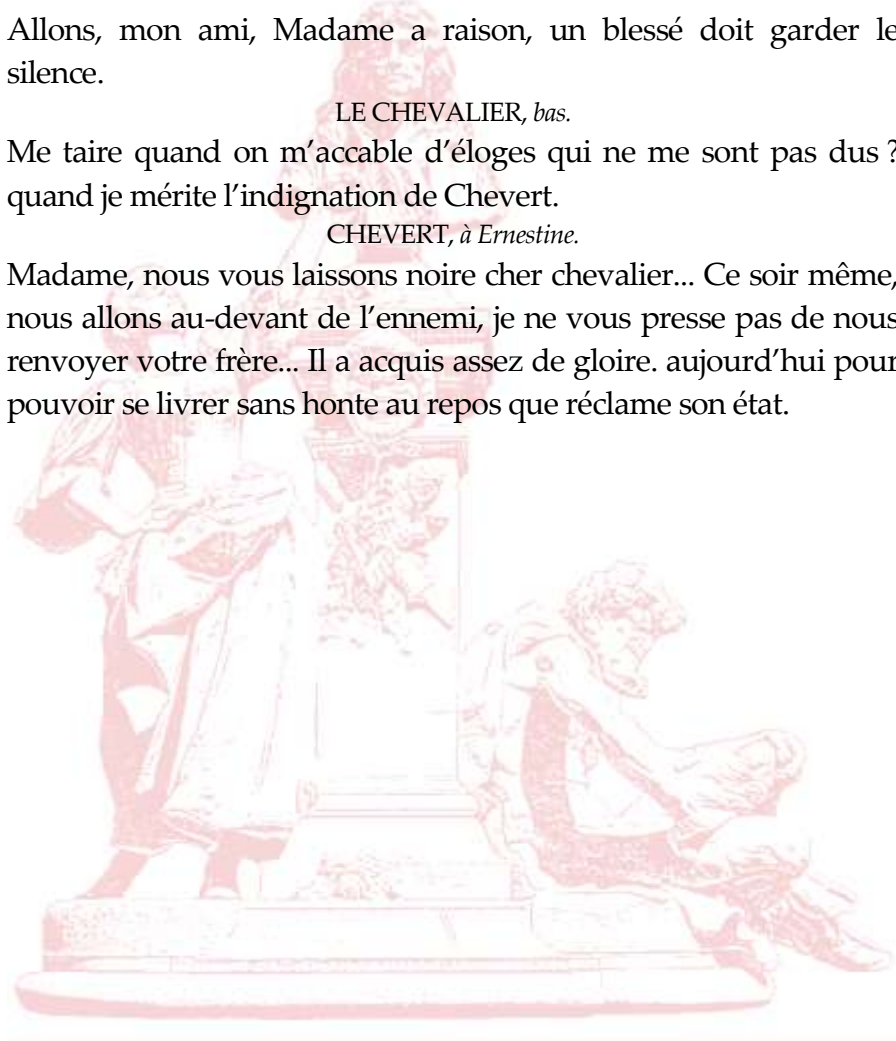 Allons, mon ami, Madame a raison, un blessé doit garder le
silence.
LE CHEVALIER, bas.
Me taire quand on m’accable d’éloges qui ne me sont pas dus ?
quand je mérite l’indignation de Chevert.
CHEVERT, à Ernestine.
Madame, nous vous laissons noire cher chevalier... Ce soir même,
nous allons au-devant de l’ennemi, je ne vous presse pas de nous
renvoyer votre frère... Il a acquis assez de gloire. aujourd’hui pour
pouvoir se livrer sans honte au repos que réclame son état.